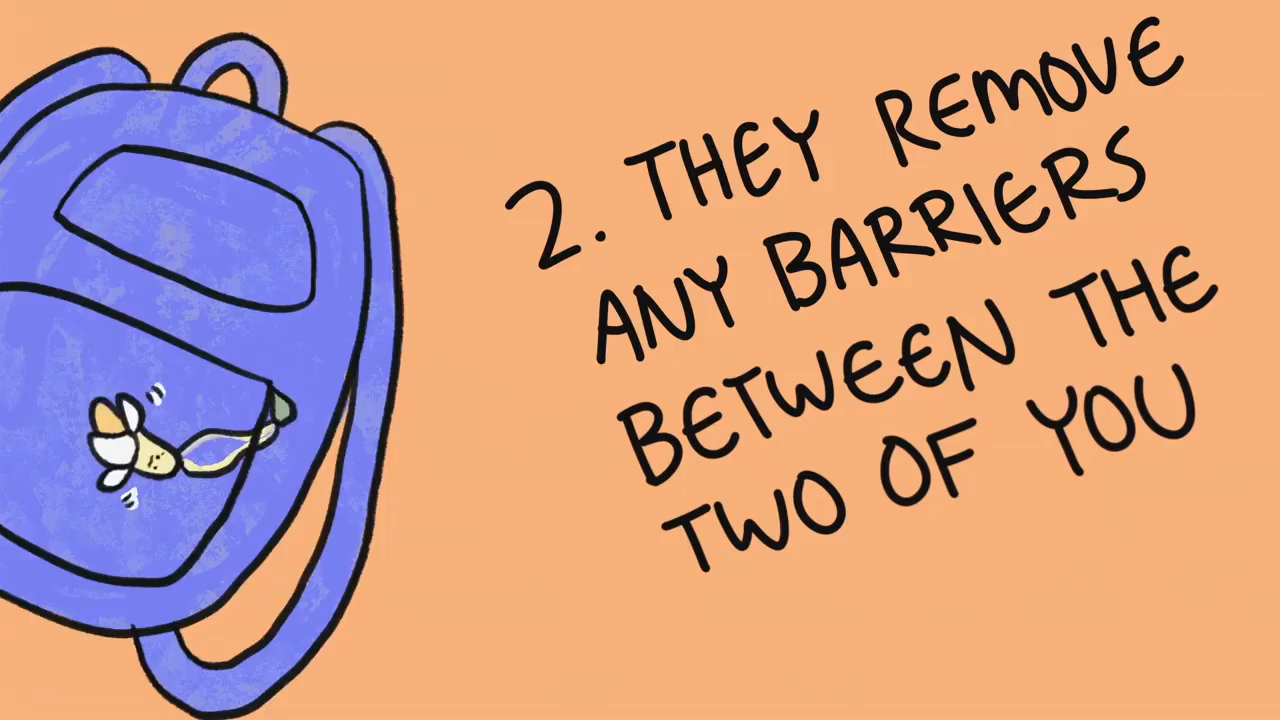 2. THEY REMOVE
ANY BARRIERS
BETWEEN THE
TWO OF YOU